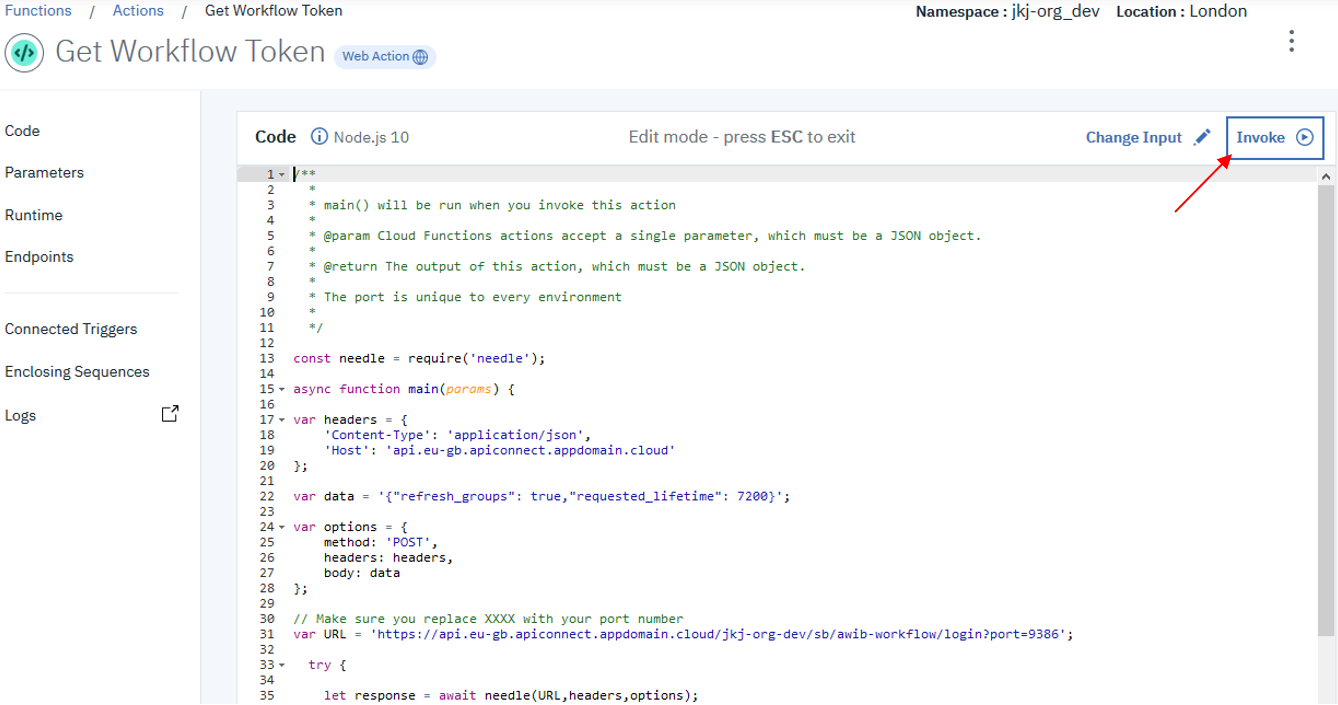 Functions / Actions / Get Workflow Token
Namespace : jkj-org_dev Location : London
Get Workflow Token Web Action
Code
Parameters
Runtime
Endpoints
Connected Triggers
Enclosing Sequences
Logs
Code Node.js 10 Edit mode - press ESC to exit Change Input Invoke
1 /**
2 *
3 * main() will be run when you invoke this action
4 *
5 * @param Cloud Functions actions accept a single parameter, which must be a JSON object.
6 *
7 * @return The output of this action, which must be a JSON object.
8 *
9 * The port is unique to every environment
10 *
11 */
12
13 const needle = require('needle');
14
15 async function main(params) {
16
17 var headers = {
18 'Content-Type': 'application/json',
19 'Host': 'api.eu-gb.apiconnect.appdomain.cloud'
20 };
21
22 var data = '{"refresh_groups": true,"requested_lifetime": 7200}';
23
24 var options = {
25 method: 'POST',
26 headers: headers,
27 body: data
28 };
29
30 // Make sure you replace XXXX with your port number
31 var URL = 'https://api.eu-gb.apiconnect.appdomain.cloud/jkj-org-dev/sb/awib-workflow/login?port=9386';
32
33 try {
34
35 let response = await needle(URL,headers,options);